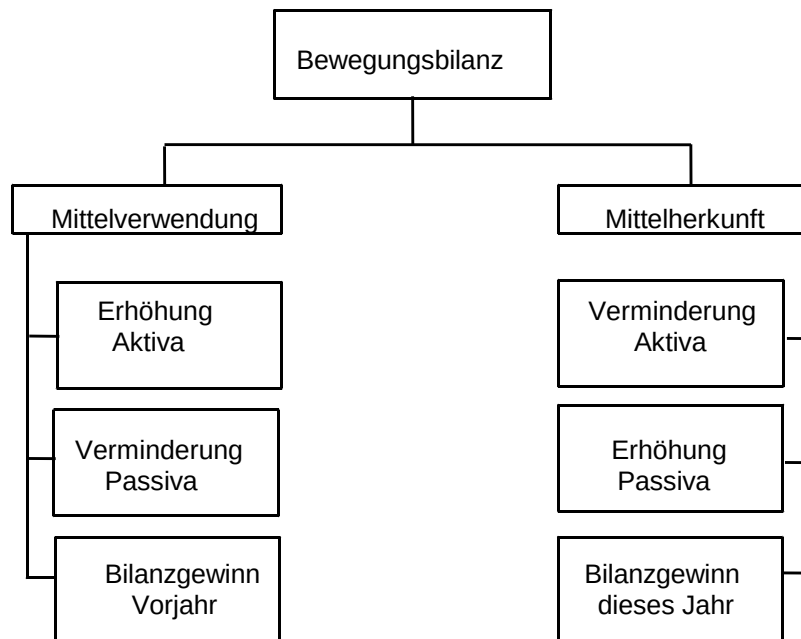 Bewegungsbilanz
Mittelverwendung
Mittelherkunft
Erhöhung
Aktiva
Verminderung
Aktiva
Verminderung
Passiva
Erhöhung
Passiva
Bilanzgewinn
Vorjahr
Bilanzgewinn
dieses Jahr